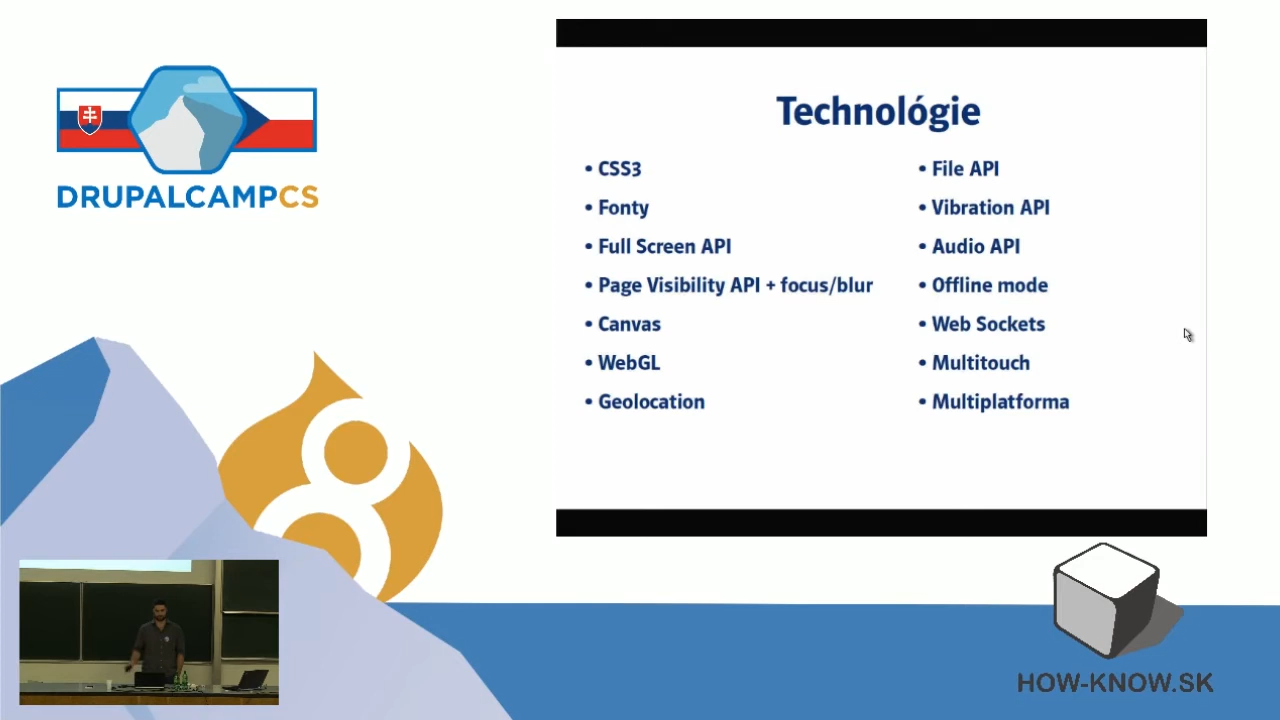 DRUPALCAMPCS
Technológie
• CSS3
• Fonty
• Full Screen API
• Page Visibility API + focus/blur
• Canvas
• WebGL
• Geolocation
• File API
• Vibration API
• Audio API
• Offline mode
• Web Sockets
• Multitouch
• Multiplatforma
HOW-KNOW.SK